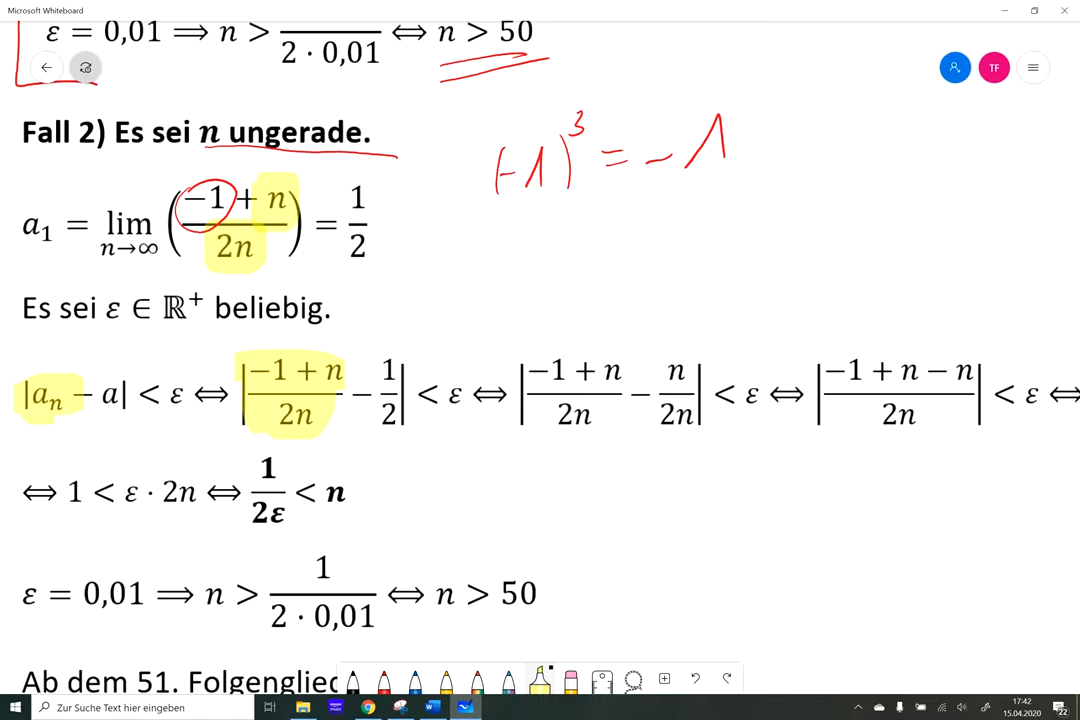 Microsoft Whiteboard
ε = 0,01 ⟹ n > ―/(2 · 0,01) ⟺ n > 50
TF
Fall 2) Es sei n ungerade.
(-1)³ = -1
a₁ = lim n→∞ ((−1 + n)/(2n)) = 1/2
Es sei ε ∈ ℝ⁺ beliebig.
|aₙ − a| < ε ⟺ |(−1 + n)/(2n) − 1/2| < ε ⟺ |(−1 + n)/(2n) − n/(2n)| < ε ⟺ |(−1 + n − n)/(2n)| < ε ⟺
⟺ 1 < ε · 2n ⟺ 1/(2ε) < n
ε = 0,01 ⟹ n > 1/(2 · 0,01) ⟺ n > 50
Ab dem 51. Folgenglied
Zur Suche Text hier eingeben
17:42
15.04.2020
22